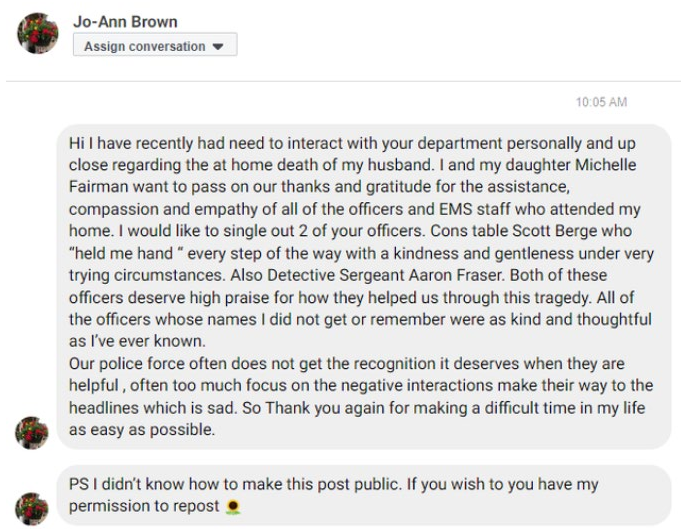 Jo-Ann Brown
Assign conversation
10:05 AM
Hi I have recently had need to interact with your department personally and up
close regarding the at home death of my husband. I and my daughter Michelle
Fairman want to pass on our thanks and gratitude for the assistance,
compassion and empathy of all of the officers and EMS staff who attended my
home. I would like to single out 2 of your officers. Cons table Scott Berge who
“held me hand “ every step of the way with a kindness and gentleness under very
trying circumstances. Also Detective Sergeant Aaron Fraser. Both of these
officers deserve high praise for how they helped us through this tragedy. All of
the officers whose names I did not get or remember were as kind and thoughtful
as I’ve ever known.
Our police force often does not get the recognition it deserves when they are
helpful , often too much focus on the negative interactions make their way to the
headlines which is sad. So Thank you again for making a difficult time in my life
as easy as possible.
PS I didn’t know how to make this post public. If you wish to you have my
permission to repost 🌻